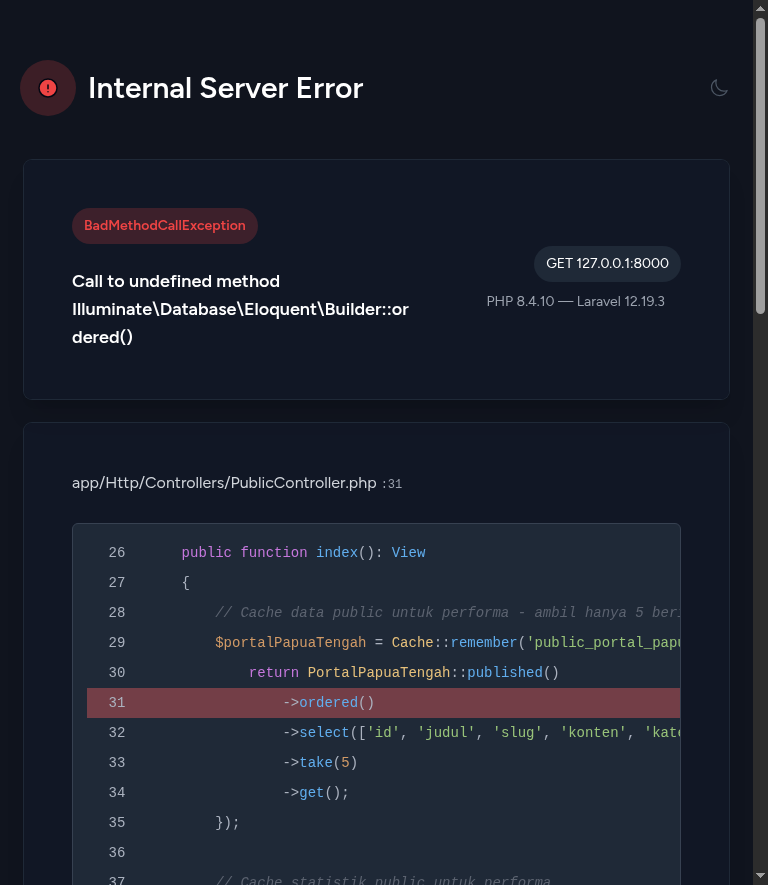 Internal Server Error
BadMethodCallException
Call to undefined method
Illuminate\Database\Eloquent\Builder::or
dered()
GET 127.0.0.1:8000
PHP 8.4.10 — Laravel 12.19.3
app/Http/Controllers/PublicController.php :31
26 public function index(): View
27 {
28 // Cache data public untuk performa - ambil hanya 5 beri
29 $portalPapuaTengah = Cache::remember('public_portal_papu
30 return PortalPapuaTengah::published()
31 ->ordered()
32 ->select(['id', 'judul', 'slug', 'konten', 'kate
33 ->take(5)
34 ->get();
35 });
36
37 // Cache statistik public untuk performa